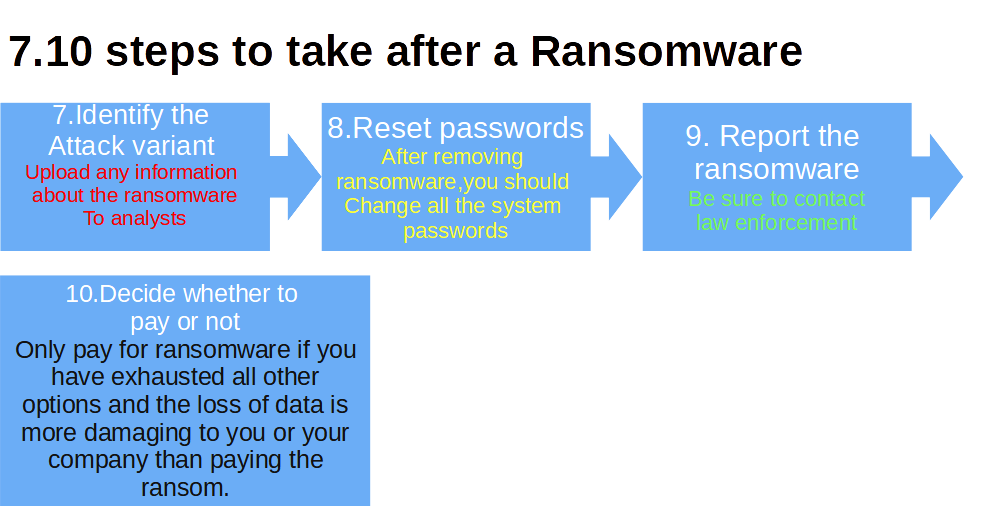 7.10 steps to take after a Ransomware
7.Identify the
Attack variant
Upload any information
about the ransomware
To analysts
8.Reset passwords
After removing
ransomware,you should
Change all the system
passwords
9. Report the
ransomware
Be sure to contact
law enforcement
10.Decide whether to
pay or not
Only pay for ransomware if you
have exhausted all other
options and the loss of data is
more damaging to you or your
company than paying the
ransom.